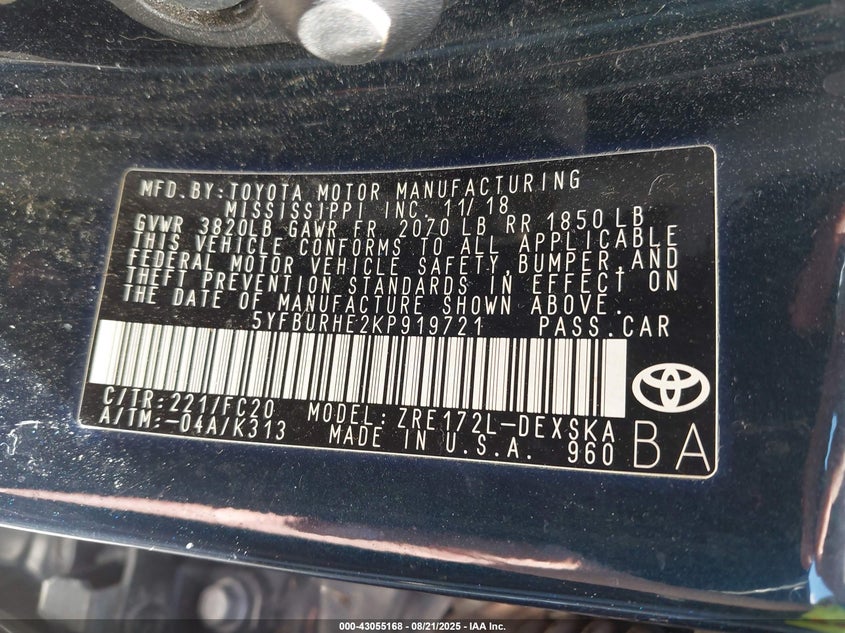 MFD. BY: TOYOTA MOTOR MANUFACTURING
MISSISSIPPI INC. 11/18
GVWR 3820LB GAWR FR 2070 LB RR 1850 LB
THIS VEHICLE CONFORMS TO ALL APPLICABLE
FEDERAL MOTOR VEHICLE SAFETY, BUMPER, AND
THEFT PREVENTION STANDARDS IN EFFECT ON
THE DATE OF MANUFACTURE SHOWN ABOVE.
5YFBURHE2KP919721 PASS. CAR
C/TR: 221/FC20 MODEL: ZRE172L-DEXSKA
A/TM: -04A/K313 MADE IN U.S.A. 960 BA
000-43055168 - 08/21/2025 - IAA Inc.